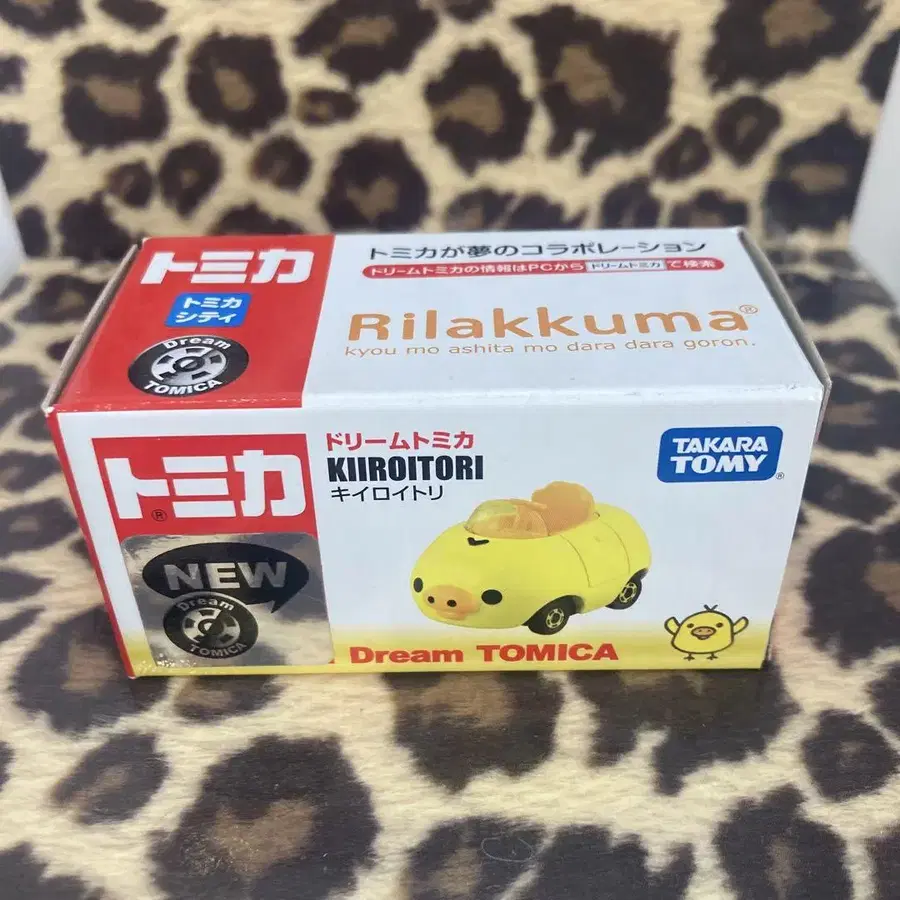 トミカ
トミカ
シティ
Dream
TOMICA
トミカが夢のコラボレーション
ドリームトミカの情報はPCから ドリームトミカ で検索
Rilakkuma®
kyou mo ashita mo dara dara goron.
トミカ®
NEW
Dream
TOMICA
ドリームトミカ
KIIROITORI
キイロイトリ
TAKARA
TOMY®
Dream TOMICA